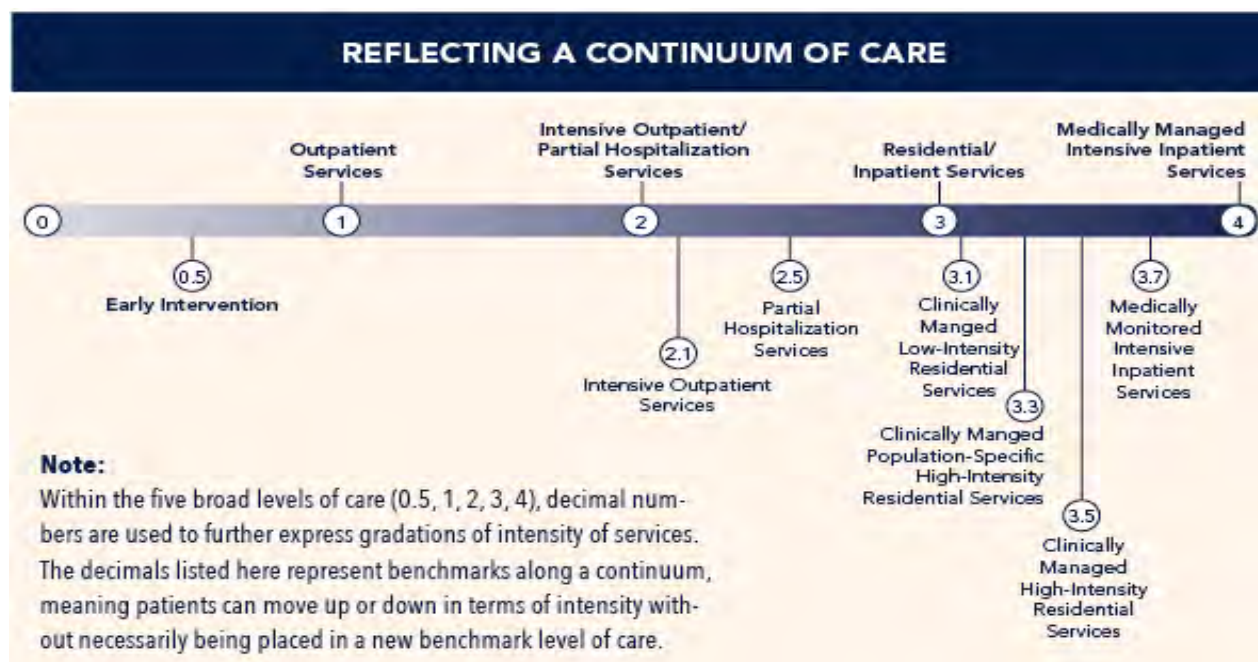 REFLECTING A CONTINUUM OF CARE
Outpatient
Services
Intensive Outpatient/
Partial Hospitalization
Services
Residential/
Inpatient Services
Medically Managed
Intensive Inpatient
Services
0
1
2
3
4
0.5
Early Intervention
2.1
Intensive Outpatient
Services
2.5
Partial
Hospitalization
Services
3.1
Clinically
Manged
Low-Intensity
Residential
Services
3.3
Clinically Manged
Population-Specific
High-Intensity
Residential Services
3.5
Clinically
Managed
High-Intensity
Residential
Services
3.7
Medically
Monitored
Intensive
Inpatient
Services
Note:
Within the five broad levels of care (0.5, 1, 2, 3, 4), decimal num-
bers are used to further express gradations of intensity of services.
The decimals listed here represent benchmarks along a continuum,
meaning patients can move up or down in terms of intensity with-
out necessarily being placed in a new benchmark level of care.